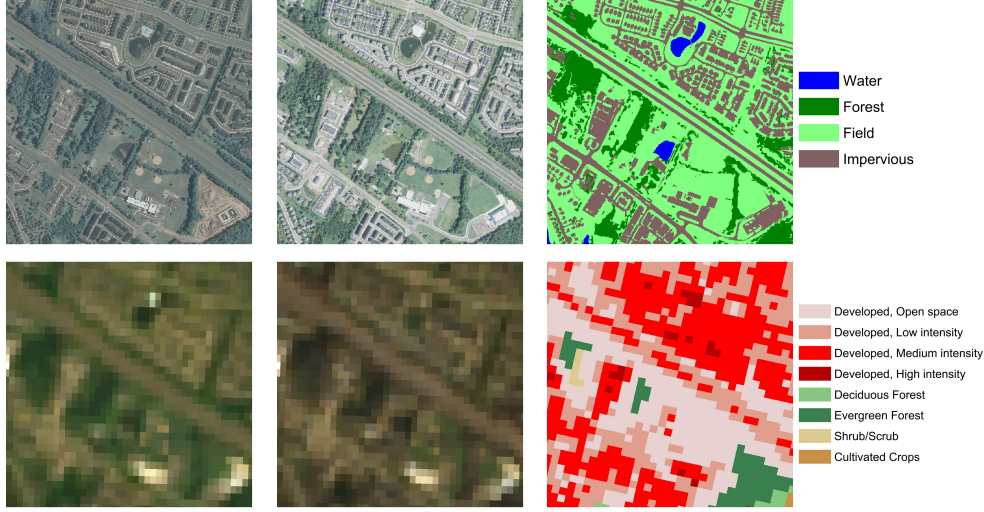 Water
Forest
Field
Impervious
Developed, Open space
Developed, Low intensity
Developed, Medium intensity
Developed, High intensity
Deciduous Forest
Evergreen Forest
Shrub/Scrub
Cultivated Crops